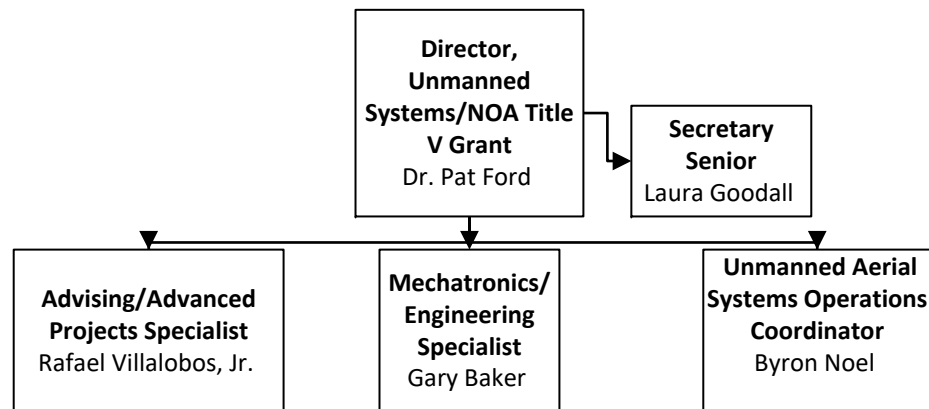 Director,
Unmanned
Systems/NOA Title
V Grant
Dr. Pat Ford
Secretary
Senior
Laura Goodall
Advising/Advanced
Projects Specialist
Rafael Villalobos, Jr.
Mechatronics/
Engineering
Specialist
Gary Baker
Unmanned Aerial
Systems Operations
Coordinator
Byron Noel